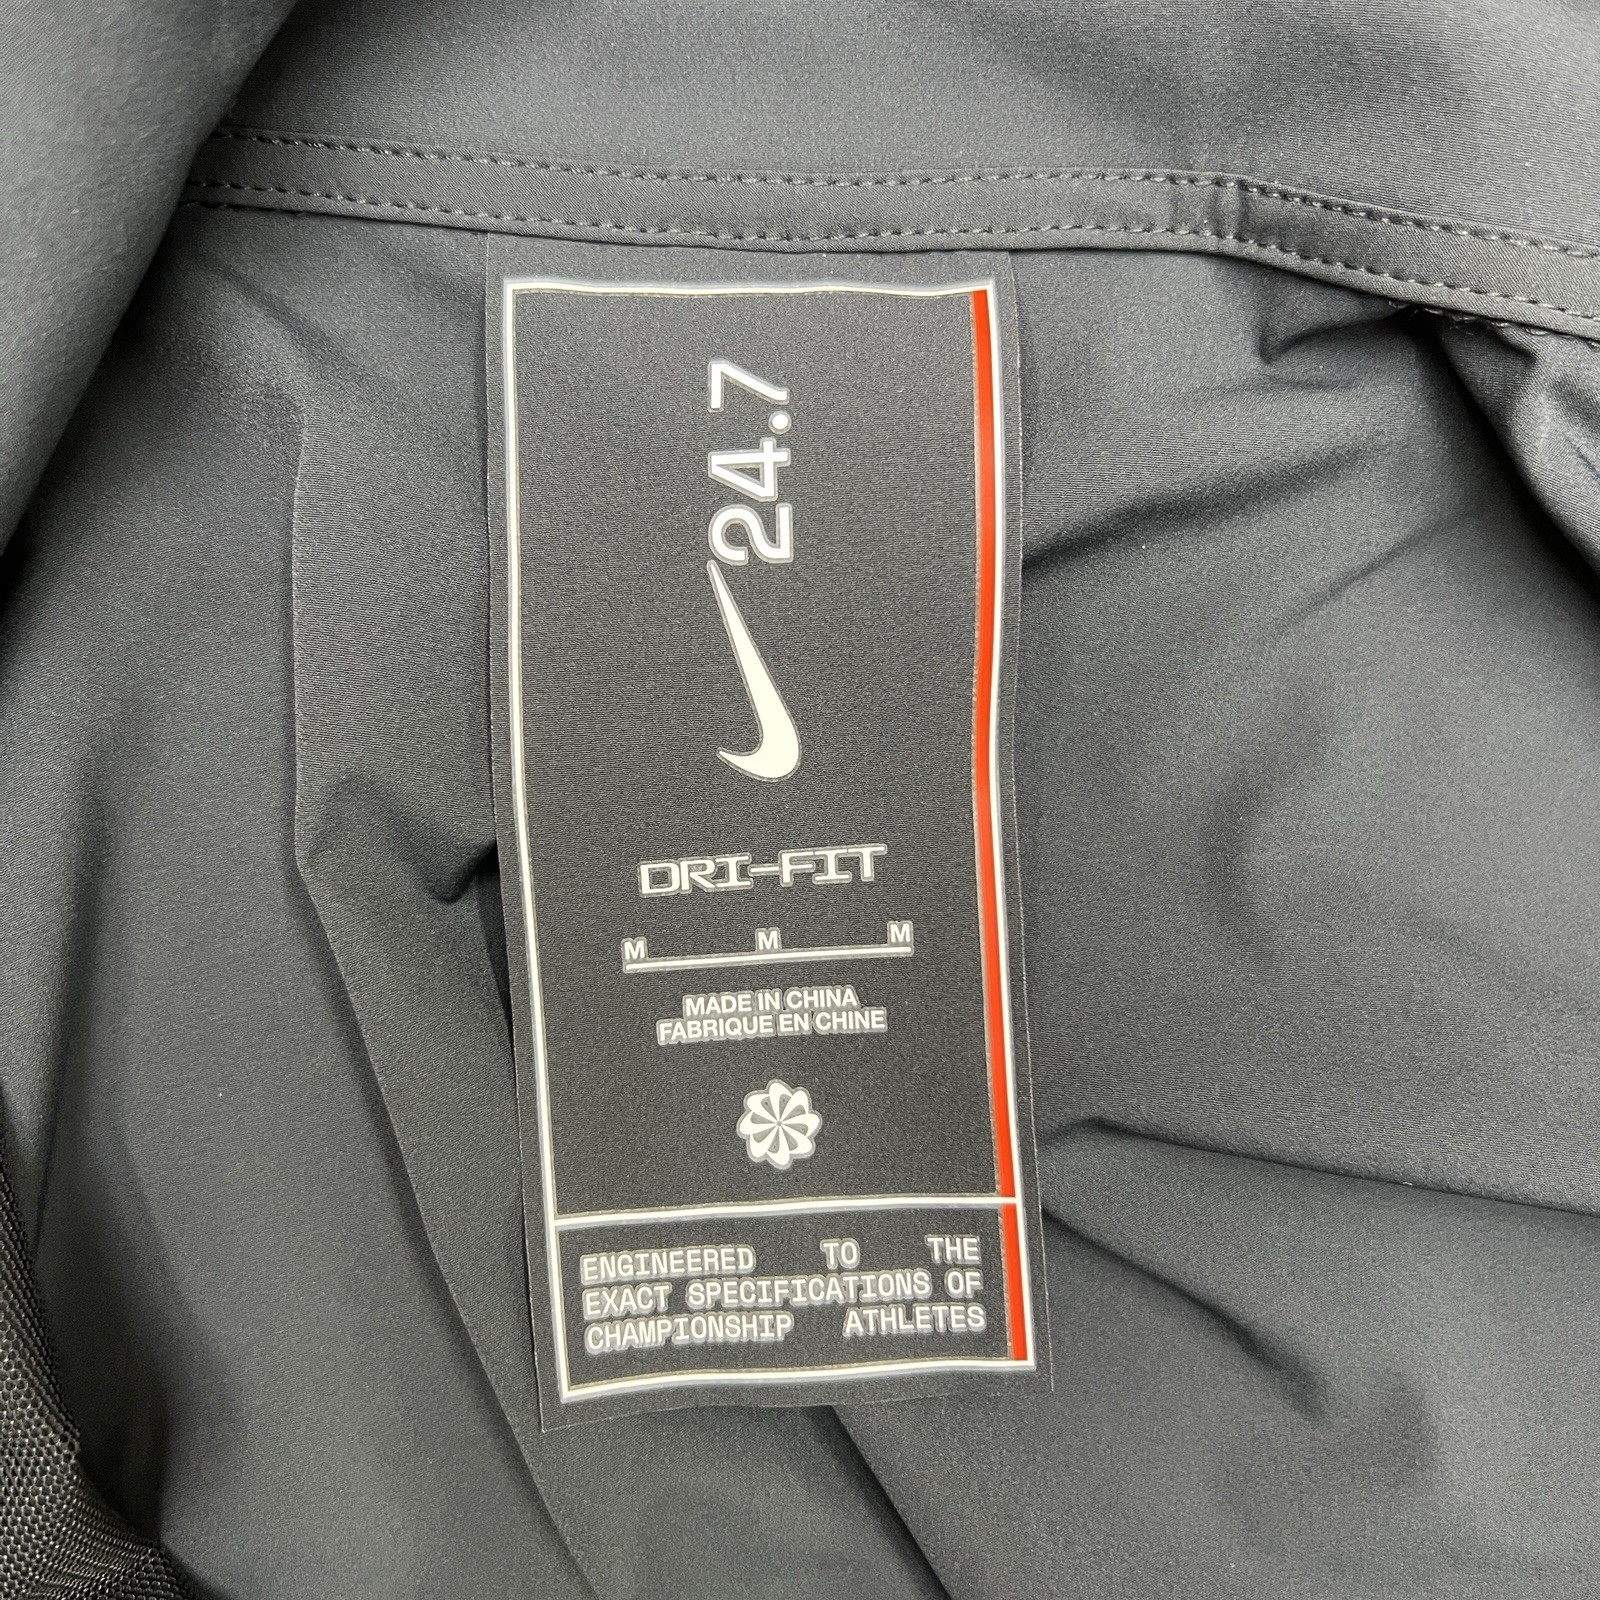 24.7
DRI-FIT
M M M
MADE IN CHINA
FABRIQUE EN CHINE
ENGINEERED TO THE
EXACT SPECIFICATIONS OF
CHAMPIONSHIP ATHLETES